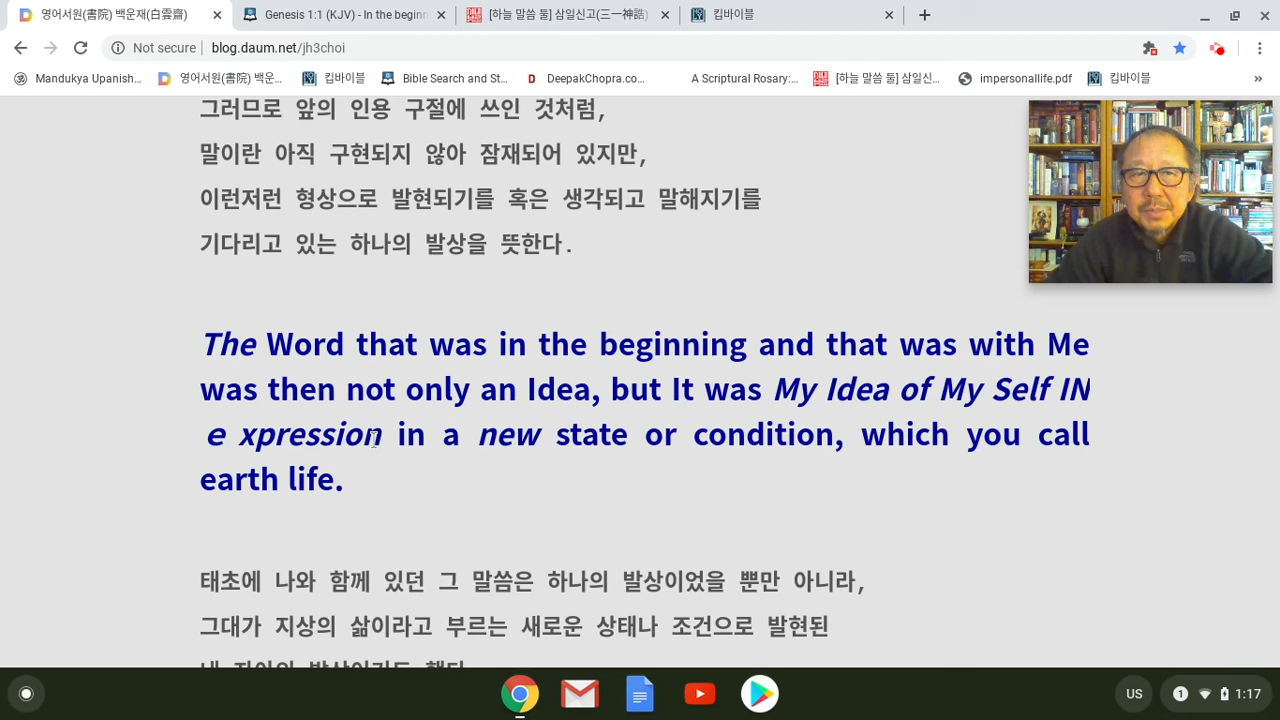 영어서원(書院) 백운재(白雲齋)
Genesis 1:1 (KJV) - In the beginn
[하늘 말씀 둘] 삼일신고(三一神誥)
킵바이블
Not secure
blog.daum.net/jh3choi
Mandukya Upanish...
영어서원(書院) 백운...
킵바이블
Bible Search and St...
DeepakChopra.co...
A Scriptural Rosary:...
[하늘 말씀 둘] 삼일신...
impersonallife.pdf
킵바이블
그러므로 앞의 인용 구절에 쓰인 것처럼,
말이란 아직 구현되지 않아 잠재되어 있지만,
이런저런 형상으로 발현되기를 혹은 생각되고 말해지기를
기다리고 있는 하나의 발상을 뜻한다.
The Word that was in the beginning and that was with Me
was then not only an Idea, but It was My Idea of My Self IN
e xpression in a new state or condition, which you call
earth life.
태초에 나와 함께 있던 그 말씀은 하나의 발상이었을 뿐만 아니라,
그대가 지상의 삶이라고 부르는 새로운 상태나 조건으로 발현된
US
1
1:17